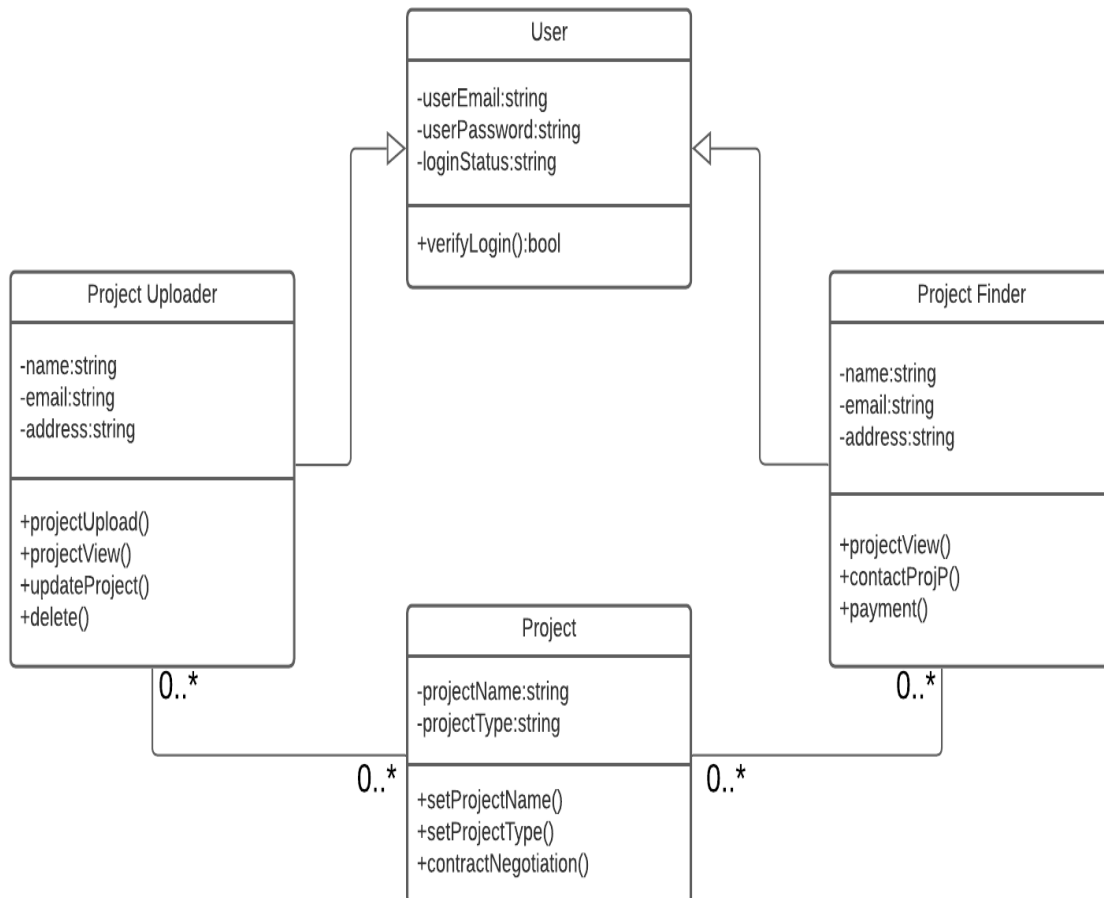 User
-userEmail:string
-userPassword:string
-loginStatus:string
+verifyLogin():bool
Project Uploader
-name:string
-email:string
-address:string
+projectUpload()
+projectView()
+updateProject()
+delete()
0..*
Project Finder
-name:string
-email:string
-address:string
+projectView()
+contactProjP()
+payment()
0..*
Project
-projectName:string
-projectType:string
+setProjectName()
+setProjectType()
+contractNegotiation()
0..*
0..*